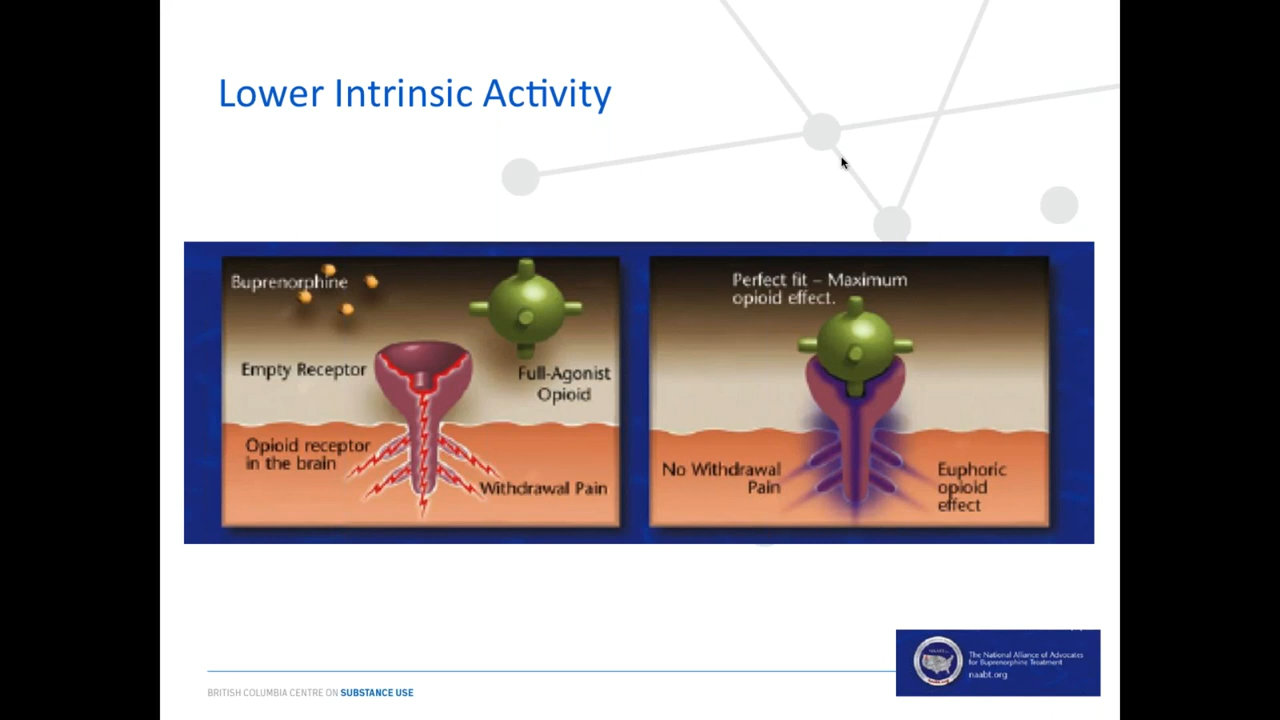 Lower Intrinsic Activity
Buprenorphine
Empty Receptor
Full-Agonist
Opioid
Opioid receptor
in the brain
Withdrawal Pain
Perfect fit – Maximum
opioid effect.
No Withdrawal
Pain
Euphoric
opioid
effect
The National Alliance of Advocates
for Buprenorphine Treatment
naabt.org
BRITISH COLUMBIA CENTRE ON SUBSTANCE USE